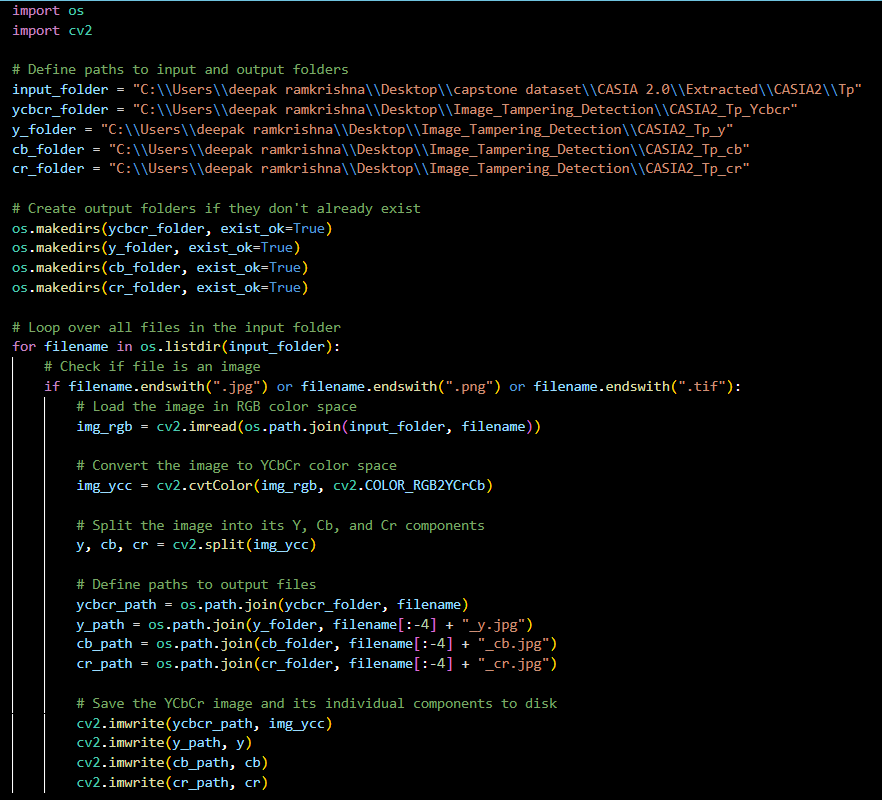 import os
import cv2

# Define paths to input and output folders
input_folder = "C:\\Users\\deepak ramkrishna\\Desktop\\capstone dataset\\CASIA 2.0\\Extracted\\CASIA2\\Tp"
ycbcr_folder = "C:\\Users\\deepak ramkrishna\\Desktop\\Image_Tampering_Detection\\CASIA2_Tp_Ycbcr"
y_folder = "C:\\Users\\deepak ramkrishna\\Desktop\\Image_Tampering_Detection\\CASIA2_Tp_y"
cb_folder = "C:\\Users\\deepak ramkrishna\\Desktop\\Image_Tampering_Detection\\CASIA2_Tp_cb"
cr_folder = "C:\\Users\\deepak ramkrishna\\Desktop\\Image_Tampering_Detection\\CASIA2_Tp_cr"

# Create output folders if they don't already exist
os.makedirs(ycbcr_folder, exist_ok=True)
os.makedirs(y_folder, exist_ok=True)
os.makedirs(cb_folder, exist_ok=True)
os.makedirs(cr_folder, exist_ok=True)

# Loop over all files in the input folder
for filename in os.listdir(input_folder):
    # Check if file is an image
    if filename.endswith(".jpg") or filename.endswith(".png") or filename.endswith(".tif"):
        # Load the image in RGB color space
        img_rgb = cv2.imread(os.path.join(input_folder, filename))

        # Convert the image to YCbCr color space
        img_ycc = cv2.cvtColor(img_rgb, cv2.COLOR_RGB2YCrCb)

        # Split the image into its Y, Cb, and Cr components
        y, cb, cr = cv2.split(img_ycc)

        # Define paths to output files
        ycbcr_path = os.path.join(ycbcr_folder, filename)
        y_path = os.path.join(y_folder, filename[:-4] + "_y.jpg")
        cb_path = os.path.join(cb_folder, filename[:-4] + "_cb.jpg")
        cr_path = os.path.join(cr_folder, filename[:-4] + "_cr.jpg")

        # Save the YCbCr image and its individual components to disk
        cv2.imwrite(ycbcr_path, img_ycc)
        cv2.imwrite(y_path, y)
        cv2.imwrite(cb_path, cb)
        cv2.imwrite(cr_path, cr)